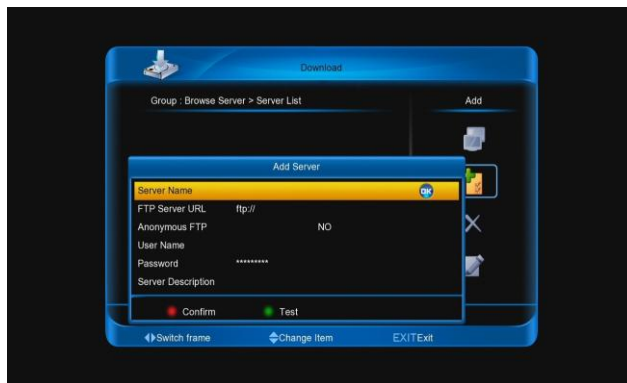 Download
Group : Browse Server > Server List
Add
Add Server
Server Name OK
FTP Server URL ftp://
Anonymous FTP NO
User Name
Password *********
Server Description
Confirm Test
Switch frame Change Item EXITExit